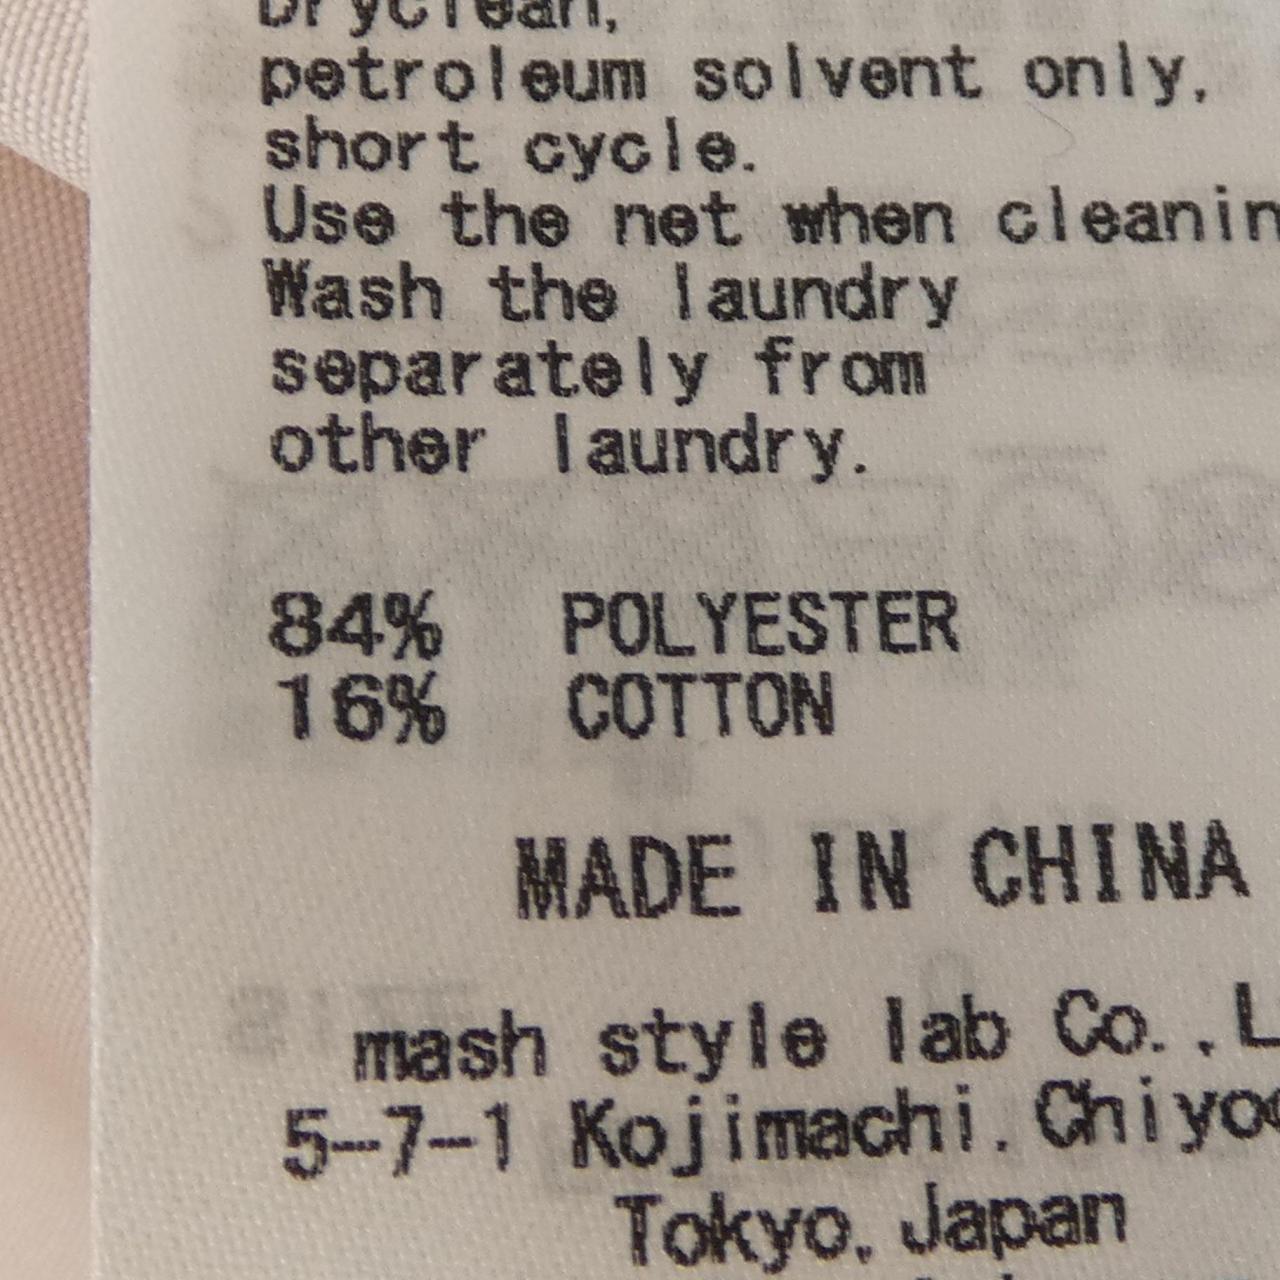 Dryclean,
petroleum solvent only,
short cycle.
Use the net when cleanin
Wash the laundry
separately from
other laundry.
84% POLYESTER
16% COTTON
MADE IN CHINA
mash style lab Co.,L
5-7-1 Kojimachi, Chiyo
Tokyo, Japan